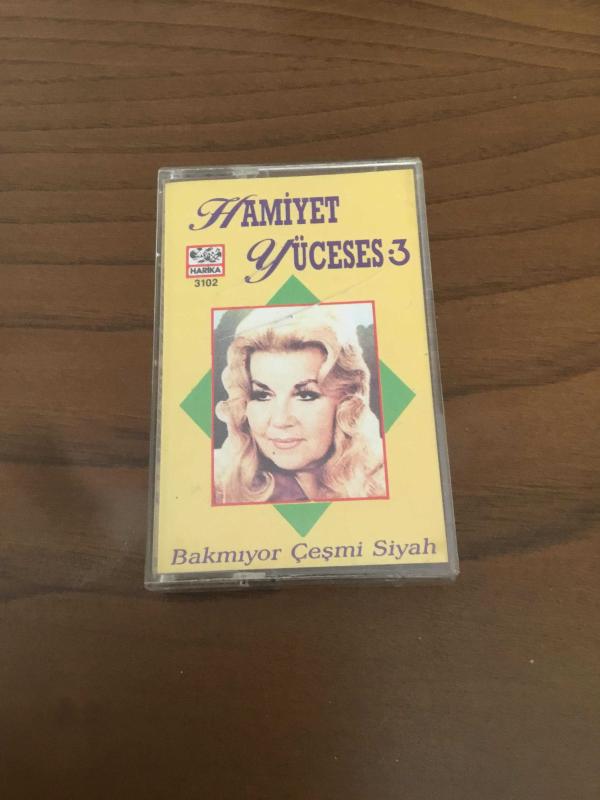 HAMİYET
YÜCESES 3
HARİKA
3102
Bakmıyor Çeşmi Siyah